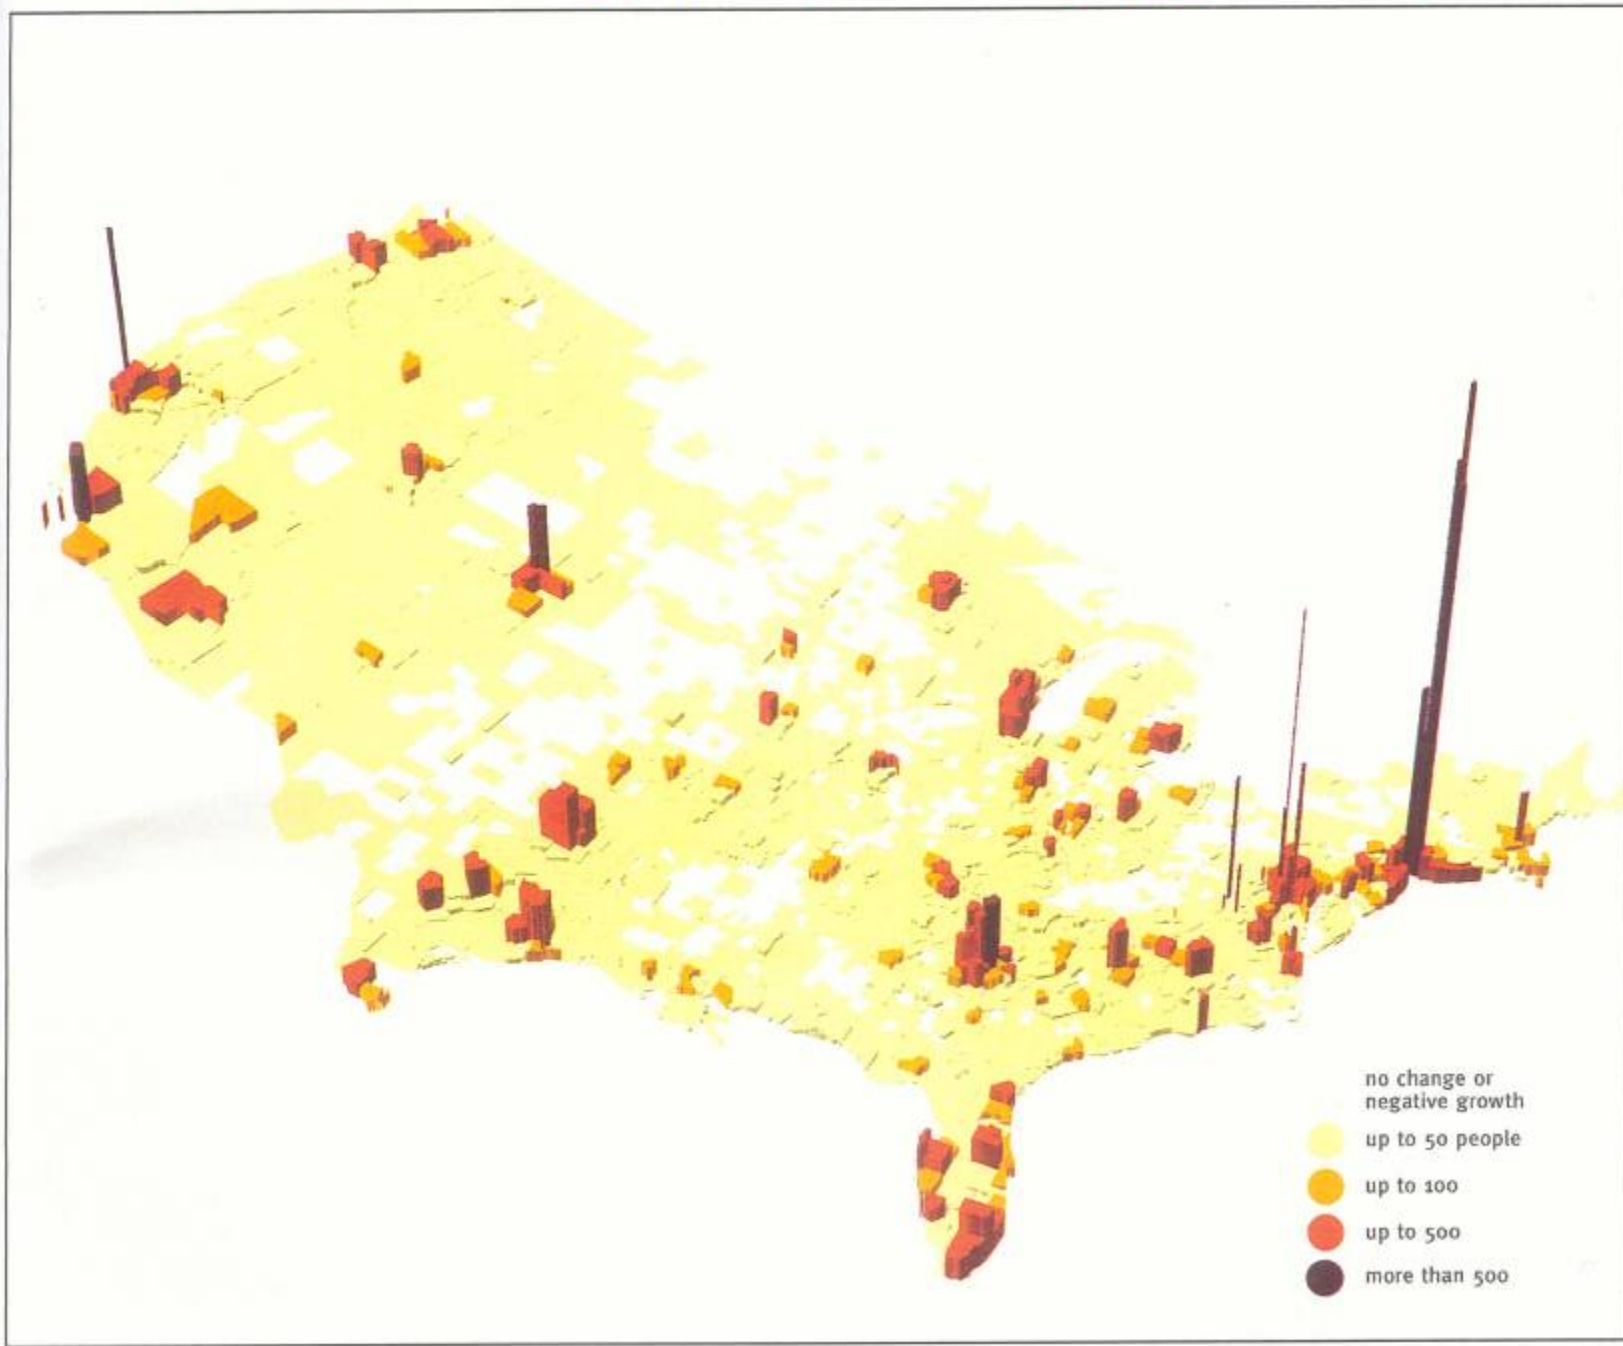 no change or
negative growth
up to 50 people
up to 100
up to 500
more than 500